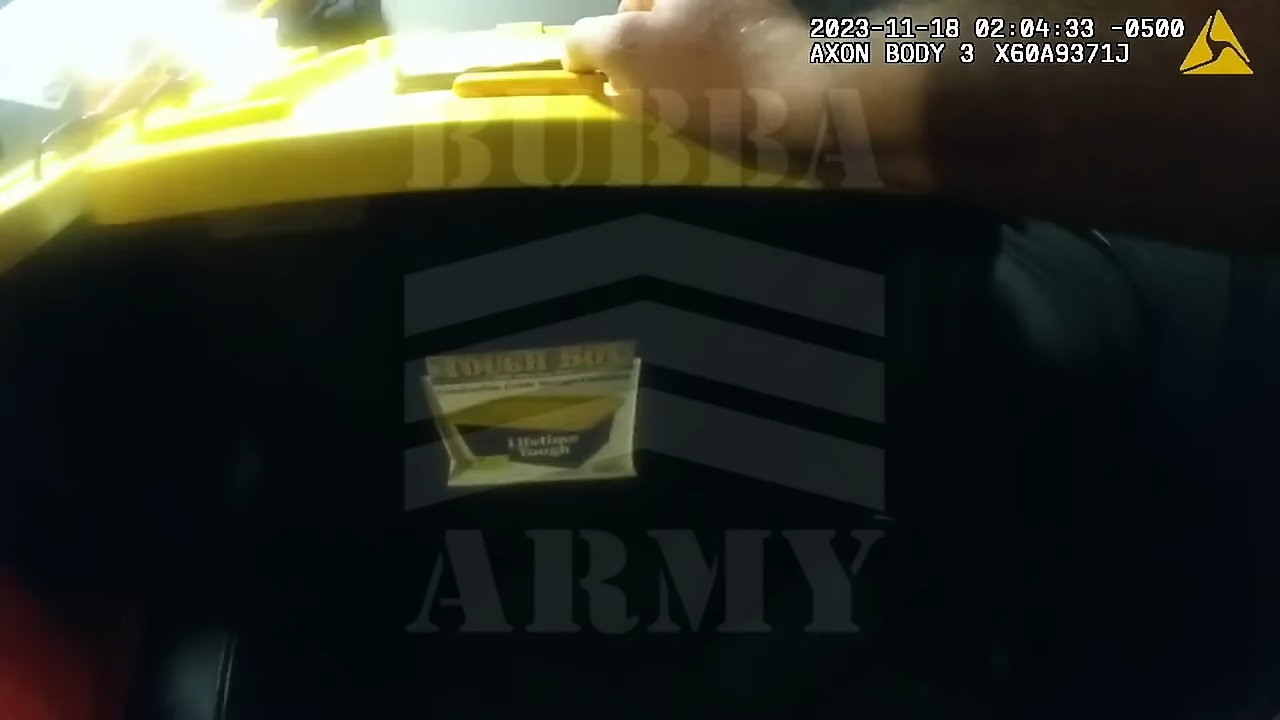 2023-11-18 02:04:33 -0500
AXON BODY 3 X60A9371J
BUBBA
TOUGH BOX
Lifetime
Tough
ARMY